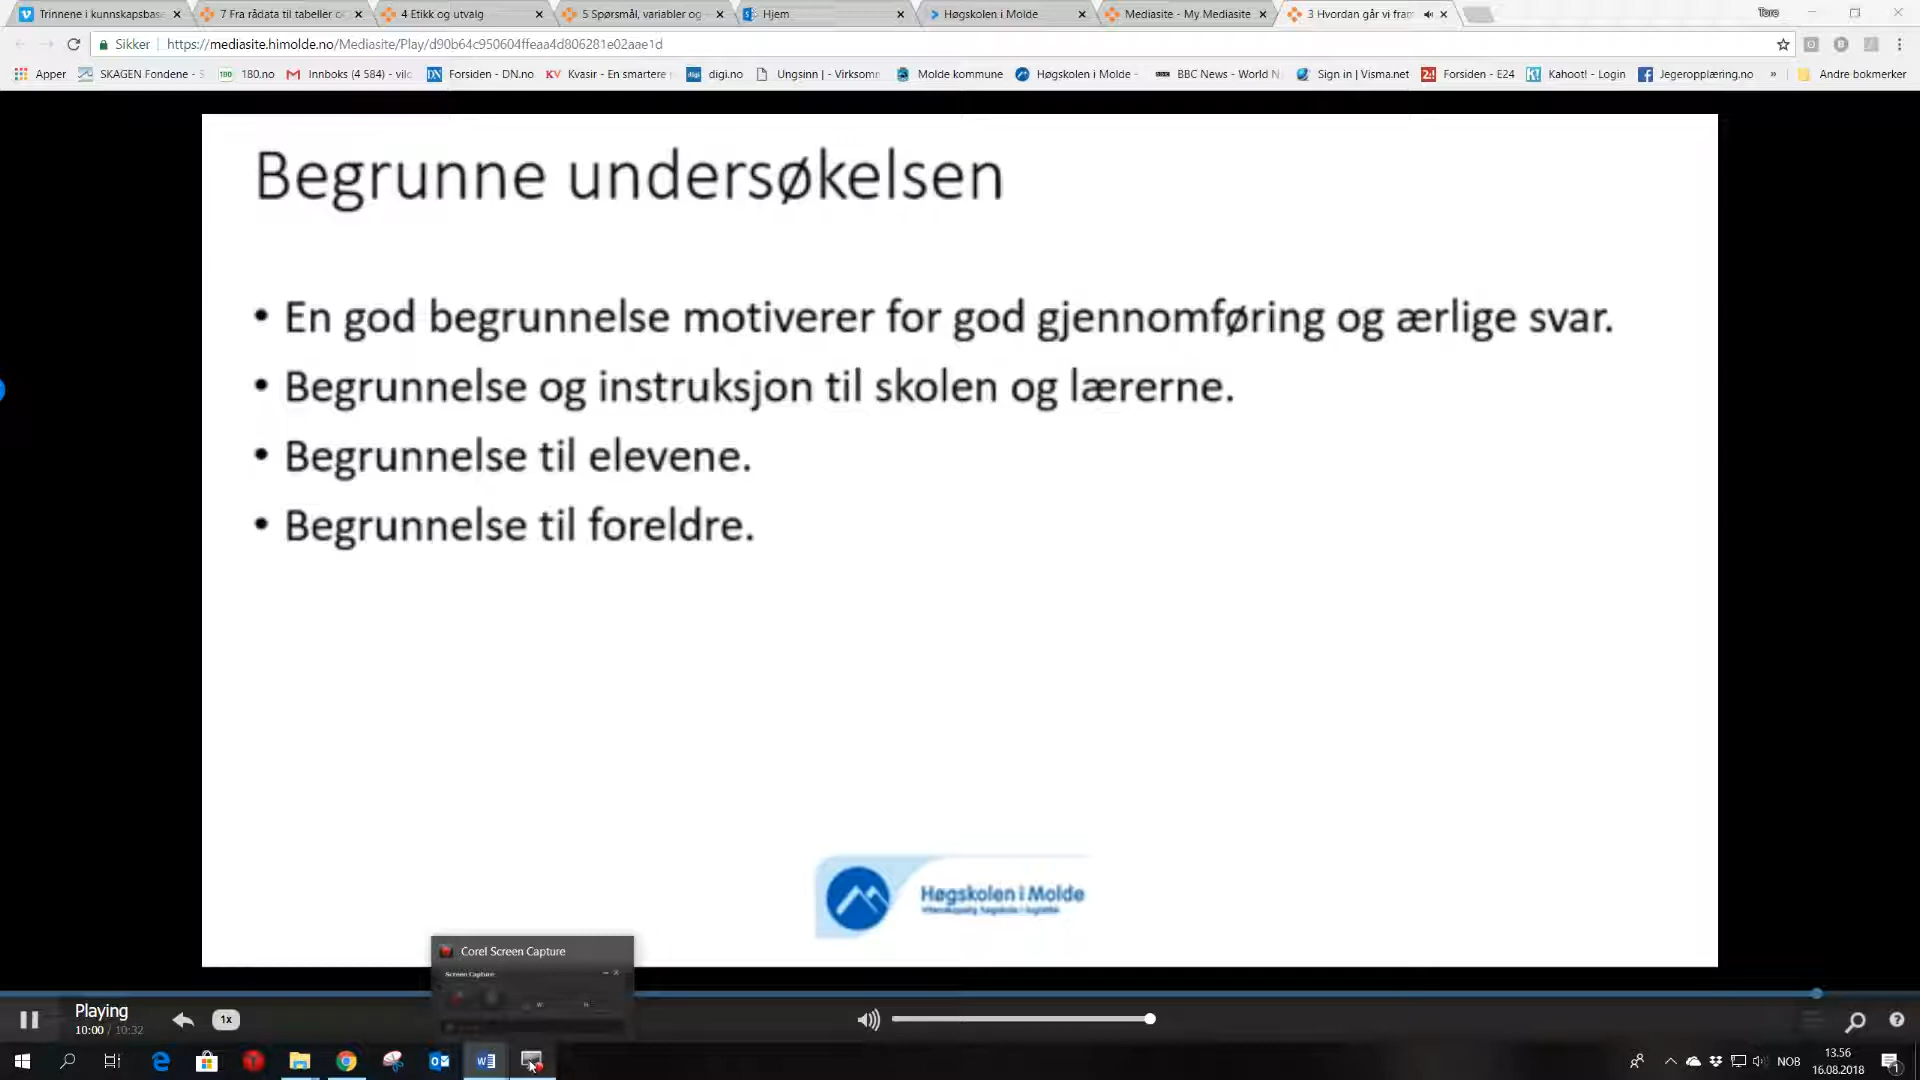 Trinnene i kunnskapsbas
7 Fra rådata til tabeller o
4 Etikk og utvalg
5 Spørsmål, variabler og
Hjem
Høgskolen i Molde
Mediasite - My Mediasite
3 Hvordan går vi fram
Tore
Sikker
https://mediasite.himolde.no/Mediasite/Play/d90b64c950604ffeaa4d806281e02aae1d
Apper
SKAGEN Fondene - S
180.no
Innboks (4 584) - vilc
Forsiden - DN.no
Kvasir - En smartere
digi.no
Ungsinn | - Virksomm
Molde kommune
Høgskolen i Molde -
BBC News - World N
Sign in | Visma.net
Forsiden - E24
Kahoot! - Login
Jegeropplæring.no
»
Andre bokmerker
Begrunne undersøkelsen
• En god begrunnelse motiverer for god gjennomføring og ærlige svar.
• Begrunnelse og instruksjon til skolen og lærerne.
• Begrunnelse til elevene.
• Begrunnelse til foreldre.
Høgskolen i Molde
Corel Screen Capture
Screen Capture
Playing
10:00 / 10:32
1x
NOB
13.56
16.08.2018